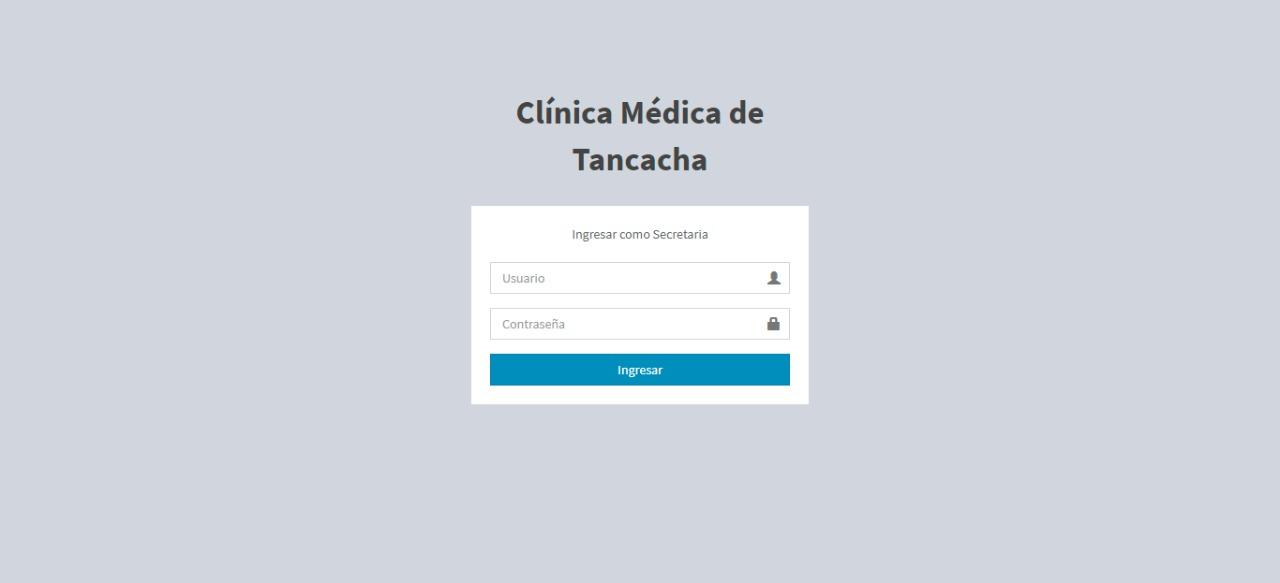 Clínica Médica de
Tancacha
Ingresar como Secretaria
Usuario
Contraseña
Ingresar